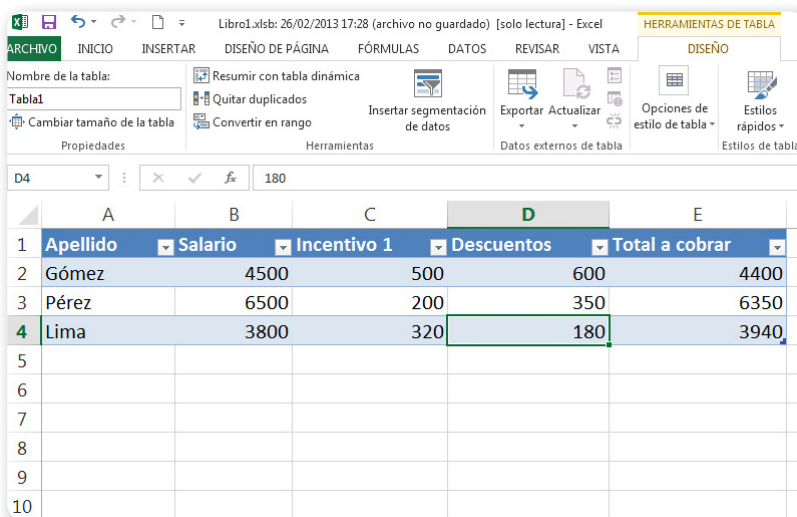 Libro1.xlsb: 26/02/2013 17:28 (archivo no guardado) [solo lectura] - Excel
HERRAMIENTAS DE TABLA
ARCHIVO INICIO INSERTAR DISEÑO DE PÁGINA FÓRMULAS DATOS REVISAR VISTA DISEÑO
Nombre de la tabla:
Tabla1
Cambiar tamaño de la tabla
Propiedades
Resumir con tabla dinámica
Quitar duplicados
Convertir en rango
Insertar segmentación
de datos
Herramientas
Exportar Actualizar
Datos externos de tabla
Opciones de
estilo de tabla
Estilos
rápidos
Estilos de tabla
D4 fx 180
A B C D E
1 Apellido Salario Incentivo 1 Descuentos Total a cobrar
2 Gómez 4500 500 600 4400
3 Pérez 6500 200 350 6350
4 Lima 3800 320 180 3940
5
6
7
8
9
10